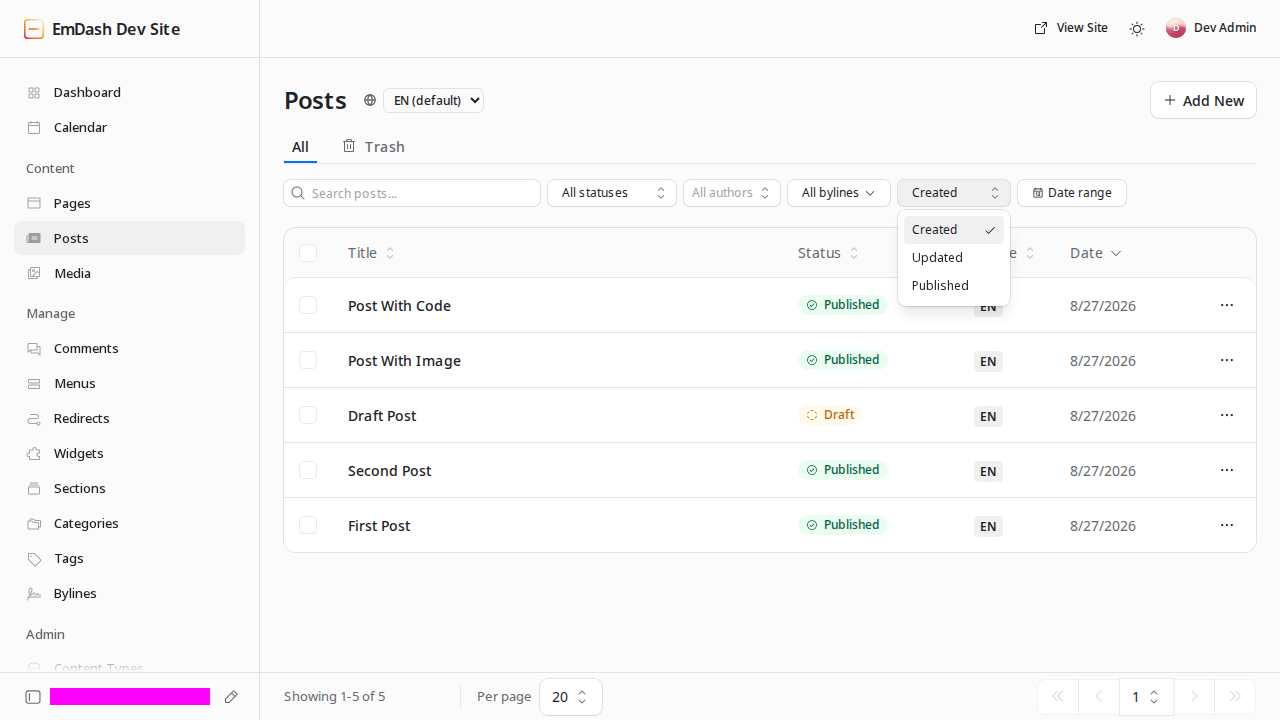 EmDash Dev Site
View Site
D
Dev Admin
Dashboard
Calendar
Content
Pages
Posts
Media
Manage
Comments
Menus
Redirects
Widgets
Sections
Categories
Tags
Bylines
Admin
Content Types
Posts
EN (default)
Add New
All
Trash
Search posts...
All statuses
All authors
All bylines
Created
Date range
Created
Updated
Published
Title
Status
Date
Post With Code
Published
EN
8/27/2026
Post With Image
Published
EN
8/27/2026
Draft Post
Draft
EN
8/27/2026
Second Post
Published
EN
8/27/2026
First Post
Published
EN
8/27/2026
Showing 1-5 of 5
Per page
20
1